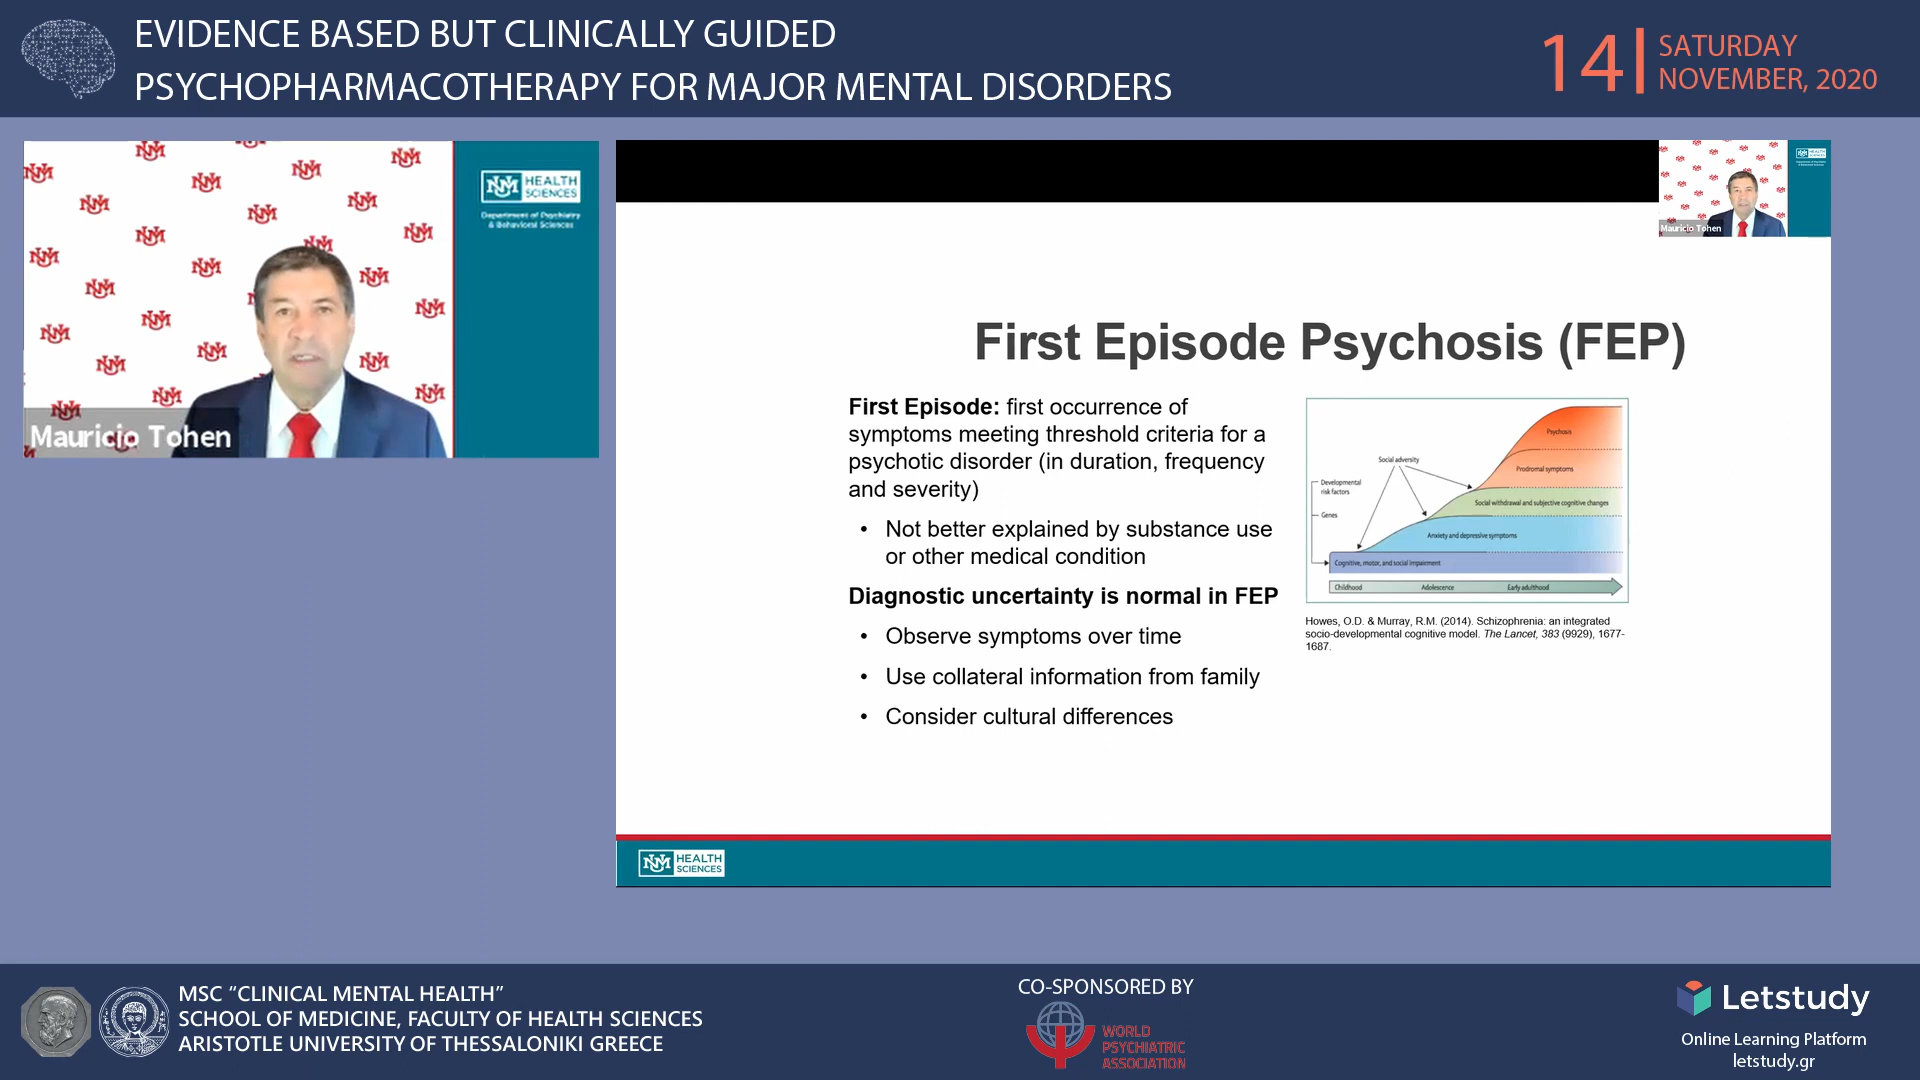 EVIDENCE BASED BUT CLINICALLY GUIDED
PSYCHOPHARMACOTHERAPY FOR MAJOR MENTAL DISORDERS
14
SATURDAY
NOVEMBER, 2020
HEALTH
SCIENCES
Department of Psychiatry
& Behavioral Sciences
Mauricio Tohen
Mauricio Tohen
First Episode Psychosis (FEP)
First Episode: first occurrence of
symptoms meeting threshold criteria for a
psychotic disorder (in duration, frequency
and severity)
• Not better explained by substance use
or other medical condition
Diagnostic uncertainty is normal in FEP
• Observe symptoms over time
• Use collateral information from family
• Consider cultural differences
Psychosis
Social adversity
Prodromal symptoms
Developmental
risk factors
Social withdrawal and subjective cognitive changes
Genes
Anxiety and depressive symptoms
Cognitive, motor, and social impairment
Childhood
Adolescence
Early adulthood
Howes, O.D. & Murray, R.M. (2014). Schizophrenia: an integrated
socio-developmental cognitive model. The Lancet, 383 (9929), 1677-
1687.
UNM HEALTH
SCIENCES
MSC “CLINICAL MENTAL HEALTH”
SCHOOL OF MEDICINE, FACULTY OF HEALTH SCIENCES
ARISTOTLE UNIVERSITY OF THESSALONIKI GREECE
CO-SPONSORED BY
WORLD
PSYCHIATRIC
ASSOCIATION
Letstudy
Online Learning Platform
letstudy.gr